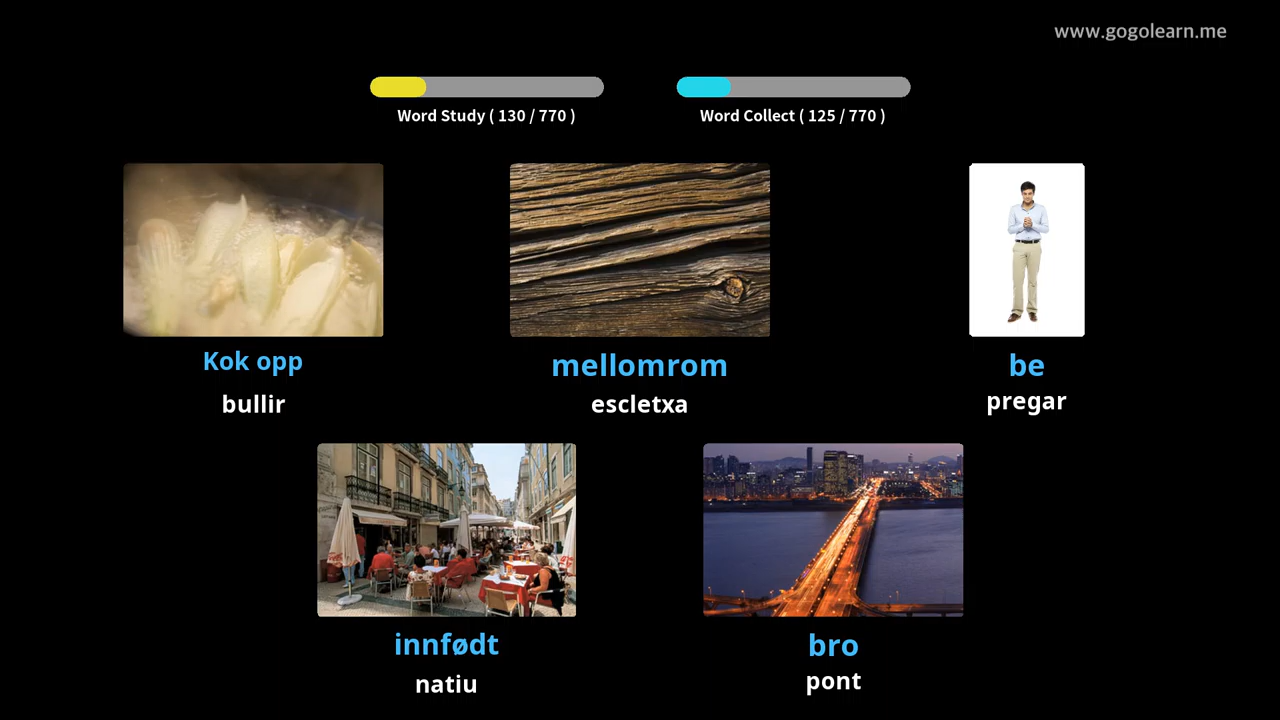 www.gogolearn.me
Word Study ( 130 / 770 )
Word Collect ( 125 / 770 )
Kok opp
mellomrom
be
bullir
escletxa
pregar
innfødt
bro
natiu
pont